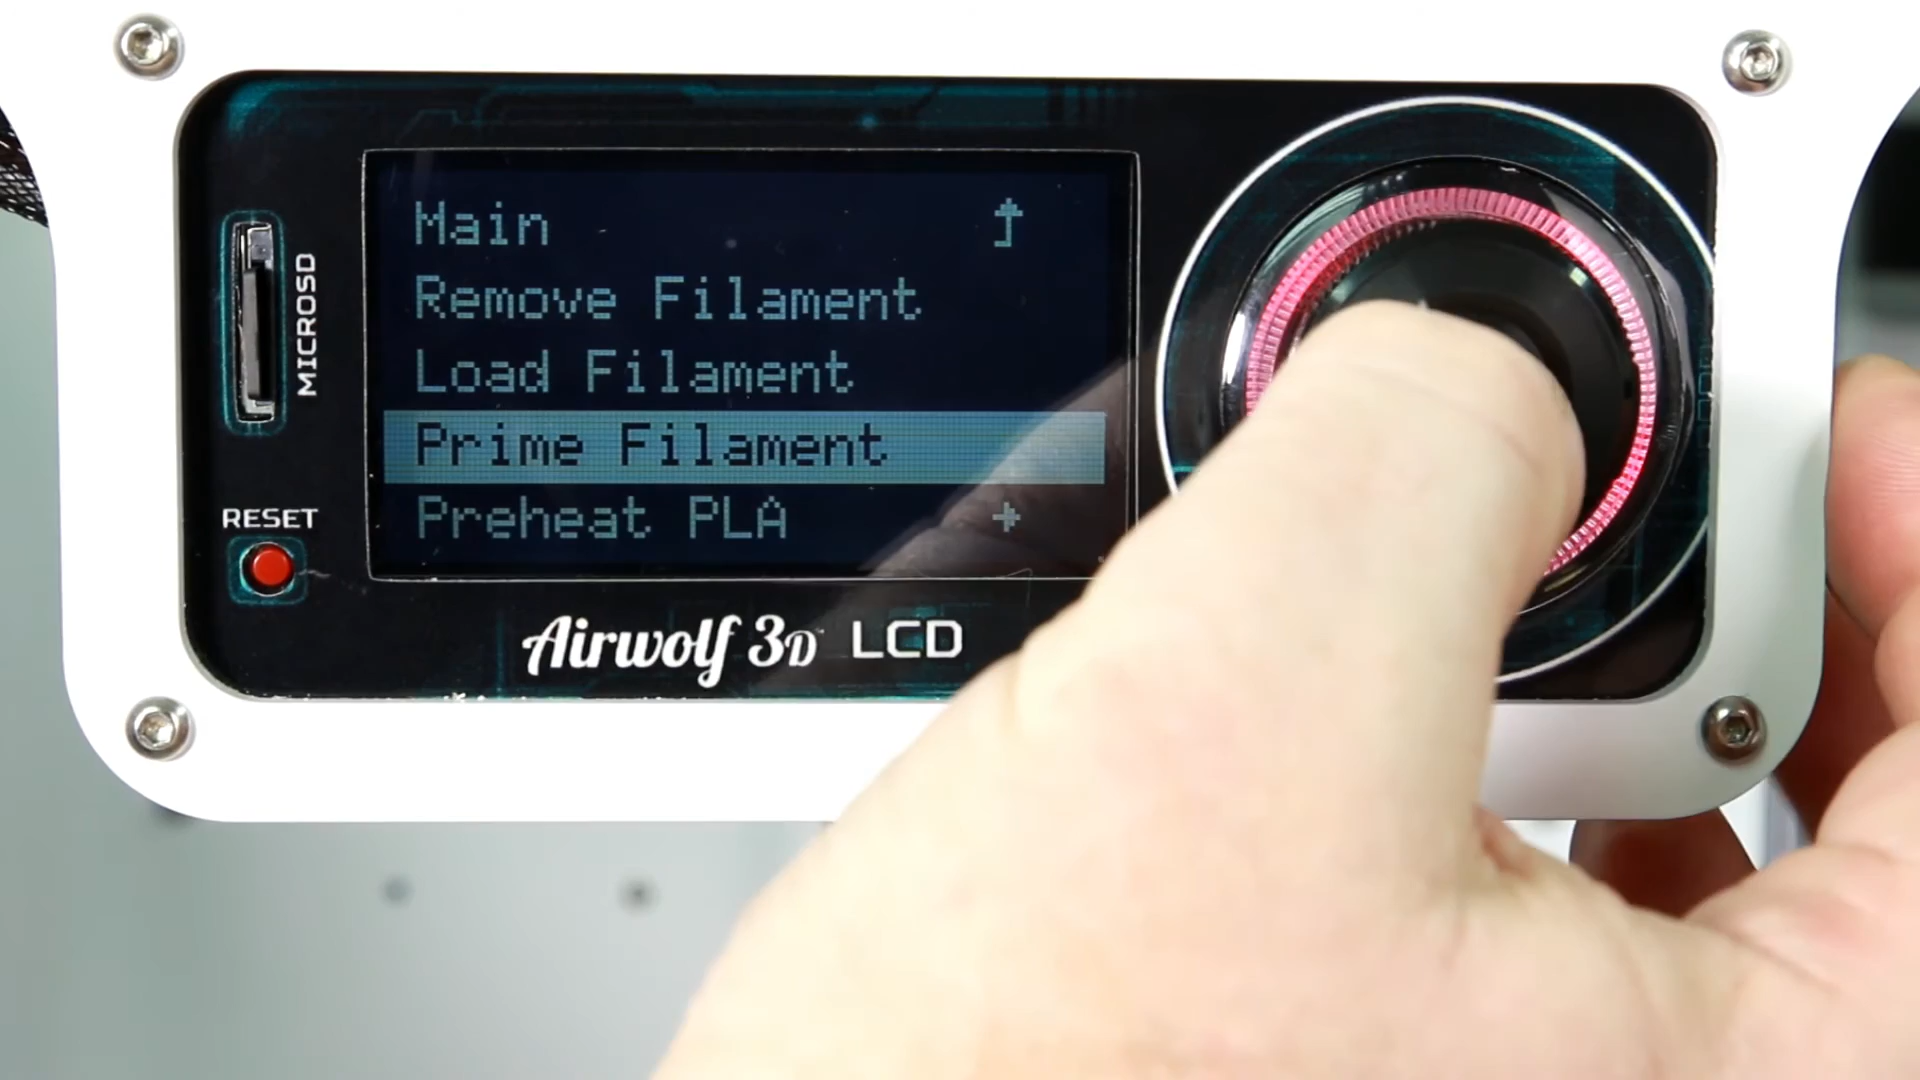 Main
Remove Filament
Load Filament
Prime Filament
Preheat PLA
MICROSD
RESET
Airwolf 3D LCD